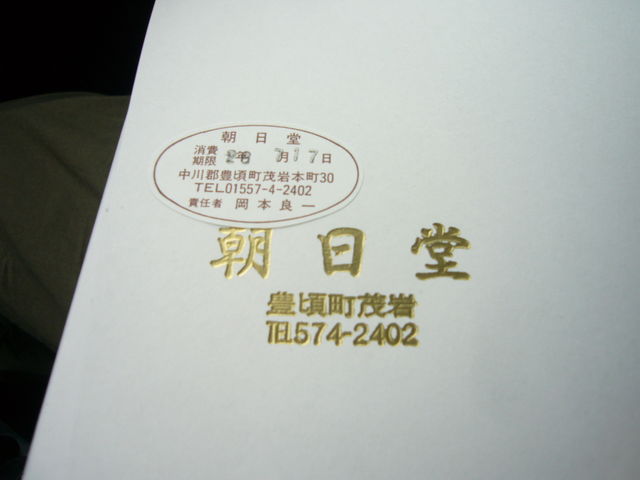 朝日堂
消費
期限 年 7月17日
中川郡豊頃町茂岩本町30
TEL01557-4-2402
責任者 岡本良一
朝日堂
豊頃町茂岩
TEL574-2402